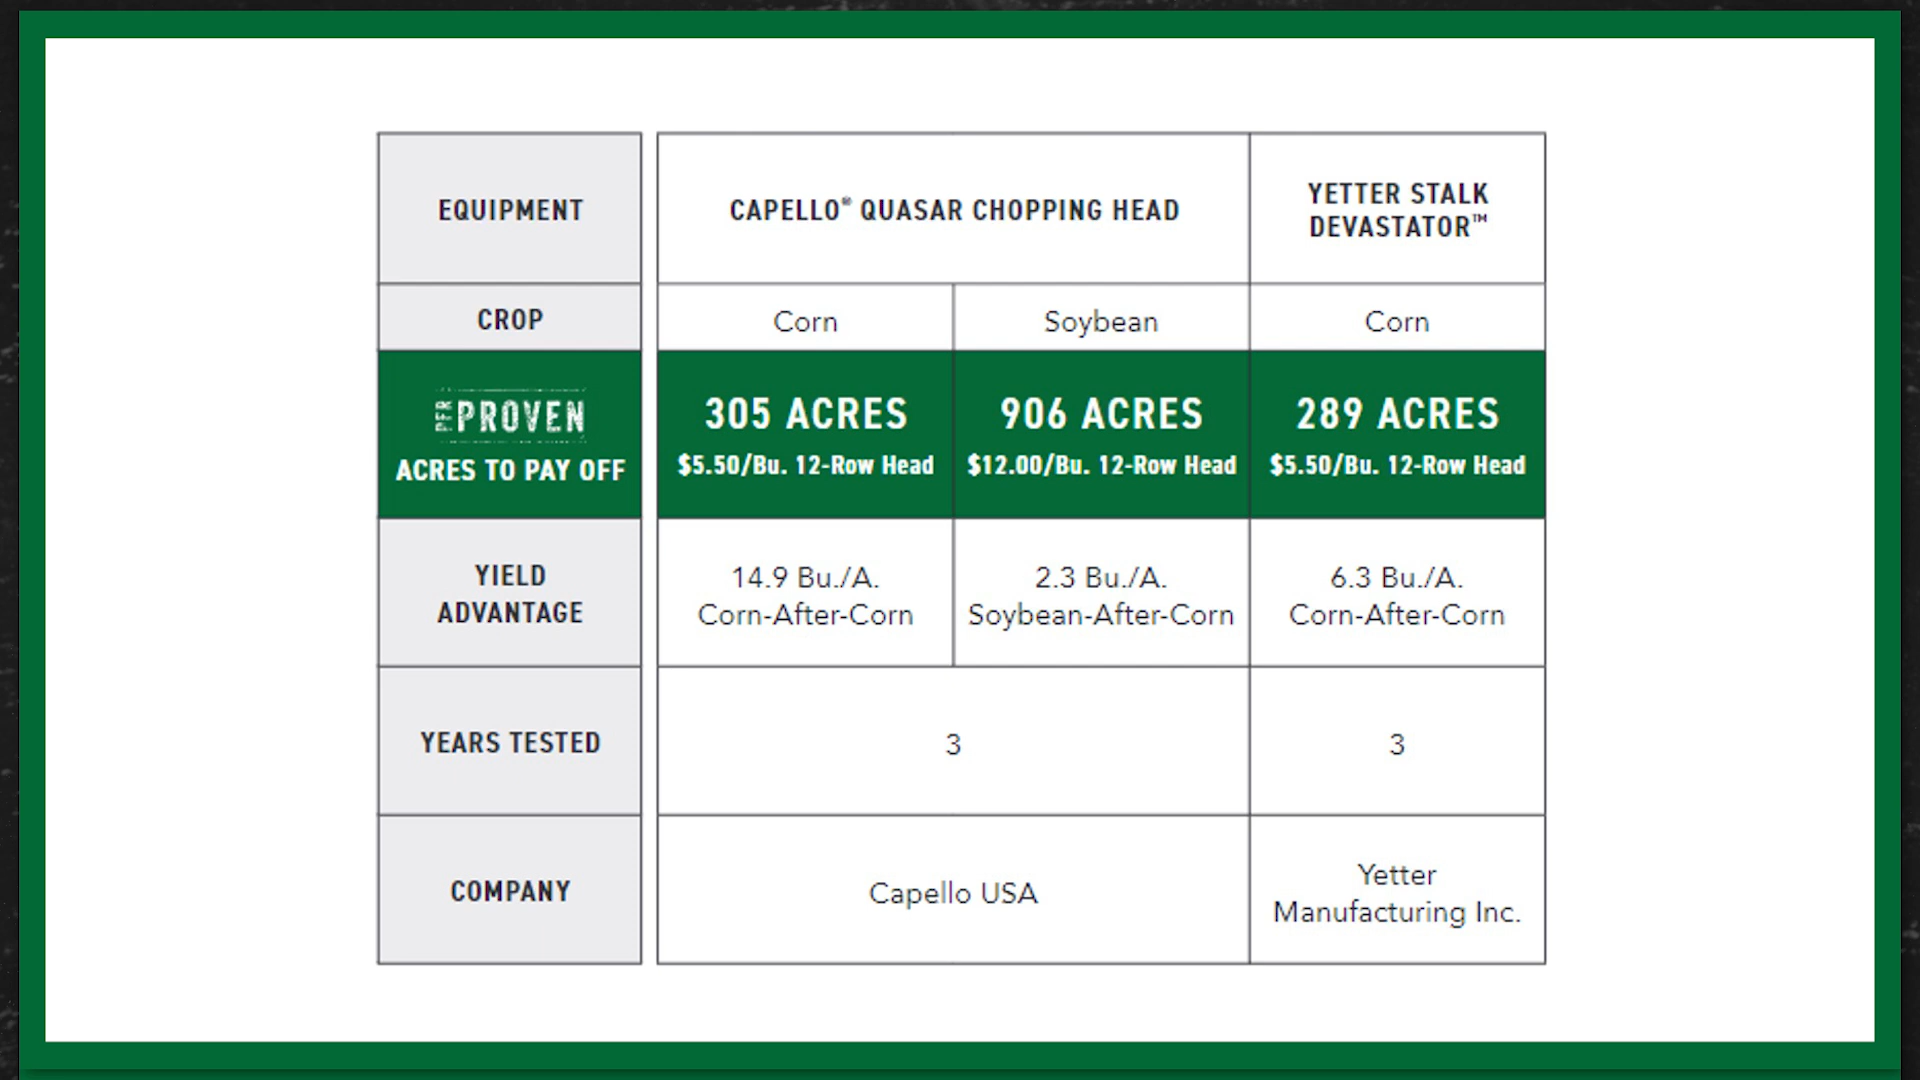 EQUIPMENT
CAPELLO® QUASAR CHOPPING HEAD
YETTER STALK
DEVASTATOR™
CROP
Corn
Soybean
Corn
PFR PROVEN
ACRES TO PAY OFF
305 ACRES
$5.50/Bu. 12-Row Head
906 ACRES
$12.00/Bu. 12-Row Head
289 ACRES
$5.50/Bu. 12-Row Head
YIELD
ADVANTAGE
14.9 Bu./A.
Corn-After-Corn
2.3 Bu./A.
Soybean-After-Corn
6.3 Bu./A.
Corn-After-Corn
YEARS TESTED
3
3
COMPANY
Capello USA
Yetter
Manufacturing Inc.